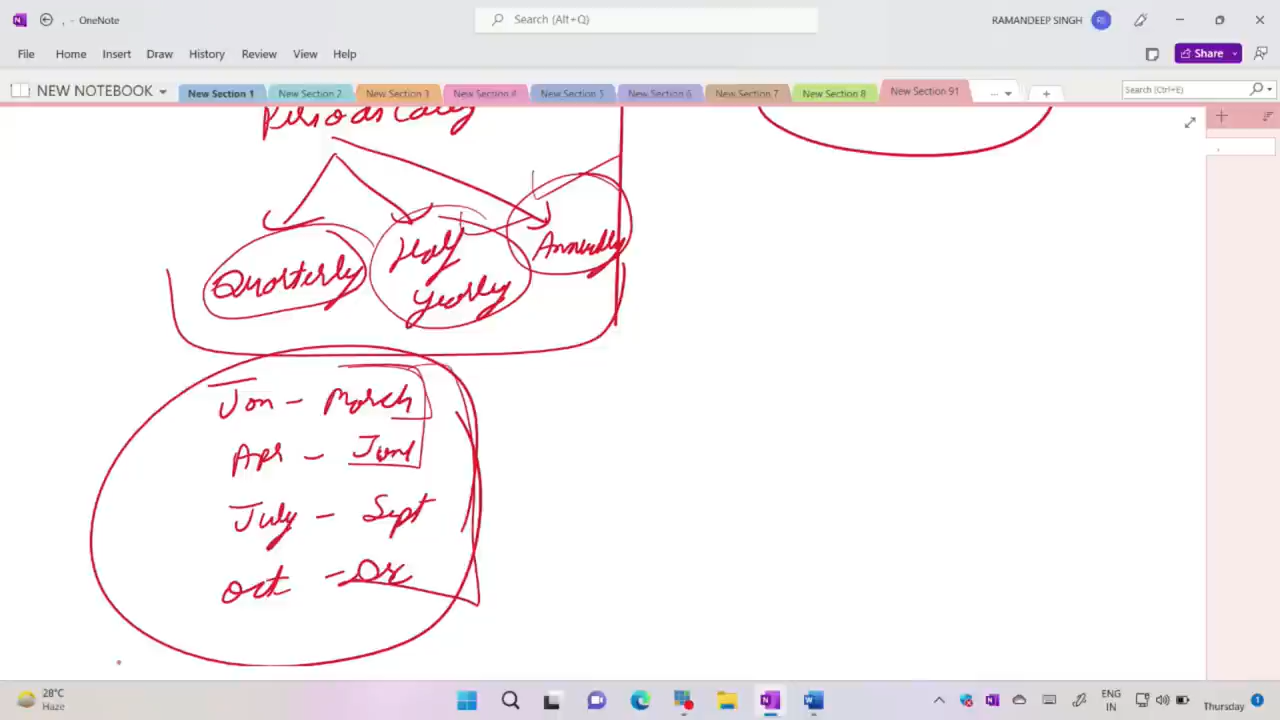 , - OneNote
Search (Alt+Q)
RAMANDEEP SINGH
RS
File Home Insert Draw History Review View Help
Share
NEW NOTEBOOK
New Section 1 New Section 2 New Section 3 New Section 4 New Section 5 New Section 6 New Section 7 New Section 8 New Section 91 ...
Search (Ctrl+E)
Quarterly
Half
Yearly
Annually
Jan - March
Apr - June
July - Sept
Oct -
28°C
Haze
ENG
IN
Thursday